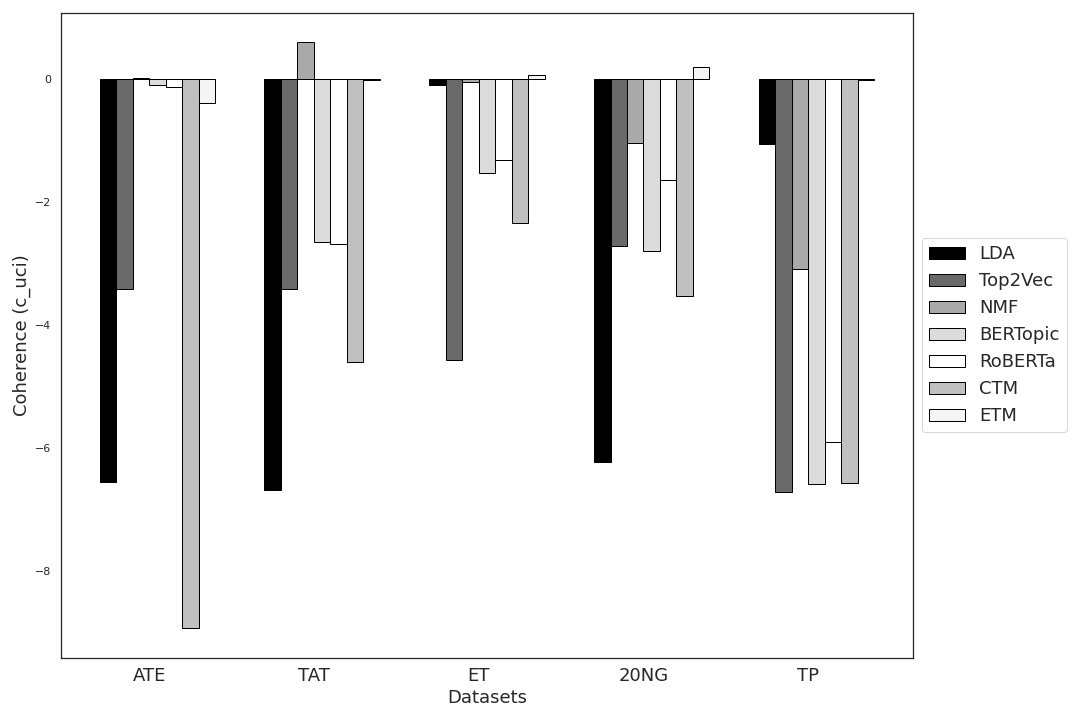 0
−2
−4
−6
−8
Coherence (c_uci)
ATE
TAT
ET
20NG
TP
Datasets
LDA
Top2Vec
NMF
BERTopic
RoBERTa
CTM
ETM